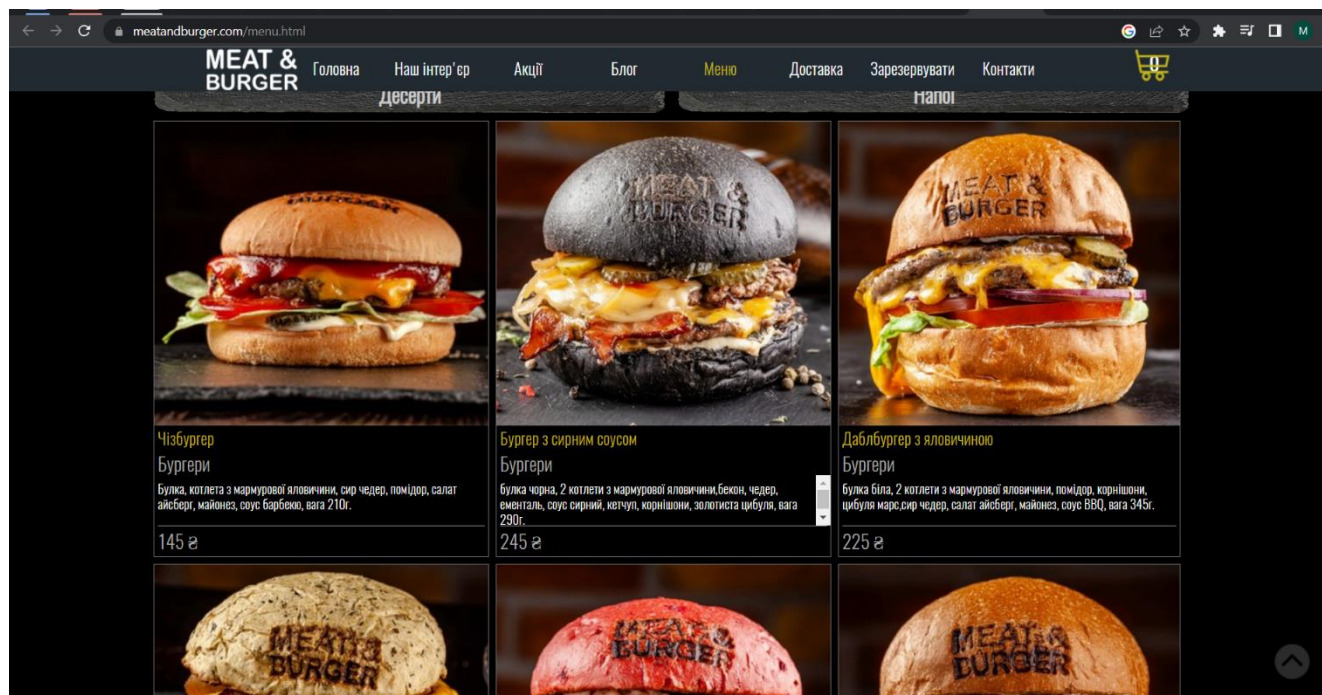 meatandburger.com/menu.html
M
MEAT &
BURGER
Головна
Наш інтер'єр
Акції
Блог
Меню
Доставка
Зарезервувати
Контакти
0
Десерти
Напої
BURGER
MEAT &
BURGER
MEAT &
BURGER
Чізбургер
Бургери
Булка, котлета з мармурової яловичини, сир чедер, помідор, салат
айсберг, майонез, соус барбекю, вага 210г.
145 ₴
Бургер з сирним соусом
Бургери
булка чорна, 2 котлети з мармурової яловичини,бекон, чедер,
ементаль, соус сирний, кетчуп, корнішони, золотиста цибуля, вага
290г.
245 ₴
Даблбургер з яловичиною
Бургери
булка біла, 2 котлети з мармурової яловичини, помідор, корнішони,
цибуля марс,сир чедер, салат айсберг, майонез, соус BBQ, вага 345г.
225 ₴
MEAT &
BURGER
MEAT &
BURGER
MEAT &
BURGER